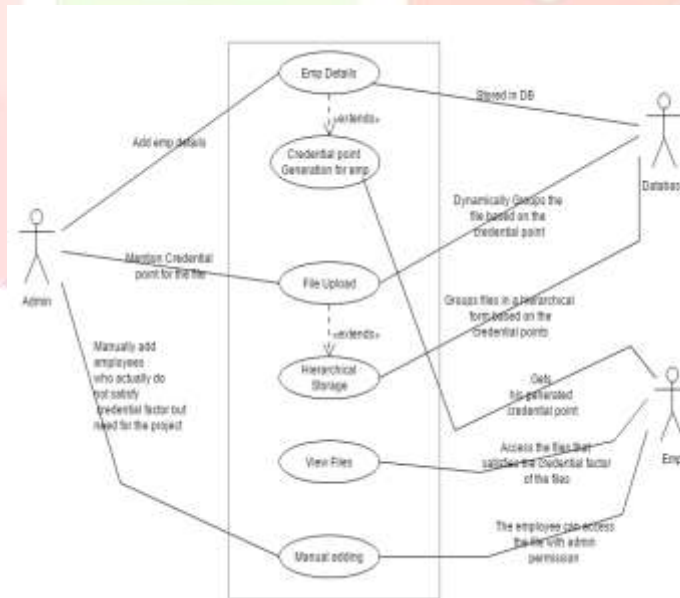 Emp Details
Stored in DB
«extends»
Add emp details
Credential point
Generation for emp
Database
Dynamically Groups the
file based on the
credential point
Mention Credential
point for the file
File Upload
Admin
Groups files in a hierarchical
form based on the
credential points
«extends»
Manually add
employees
who actually do
not satisfy
credential factor but
need for the project
Hierarchical
Storage
Gets
his generated
credential point
Access the files that
satisfies the credential factor
of the files
View Files
Emp
The employee can access
the file with admin
permission
Manual adding